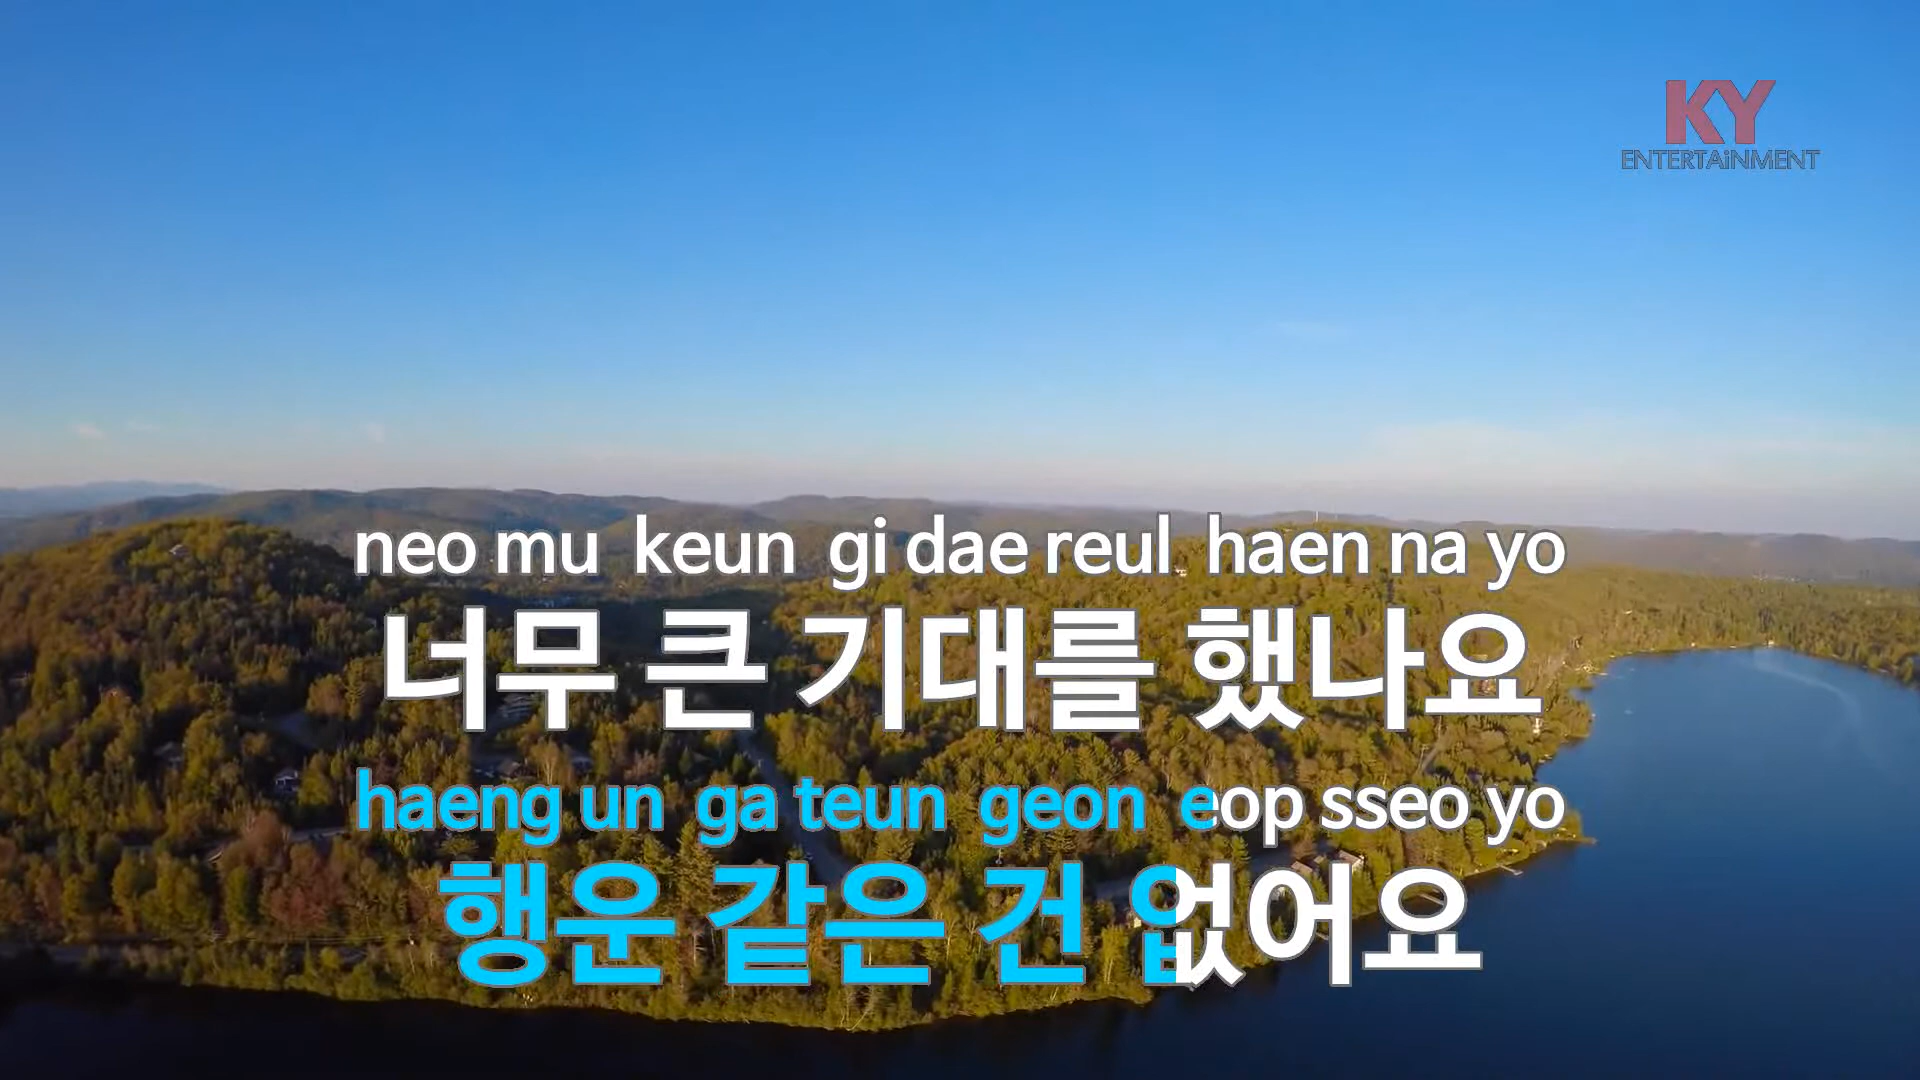 KY
ENTERTAiNMENT
neo mu keun gi dae reul haen na yo
너무 큰 기대를 했나요
haeng un ga teun geon eop sseo yo
행운 같은 건 없어요